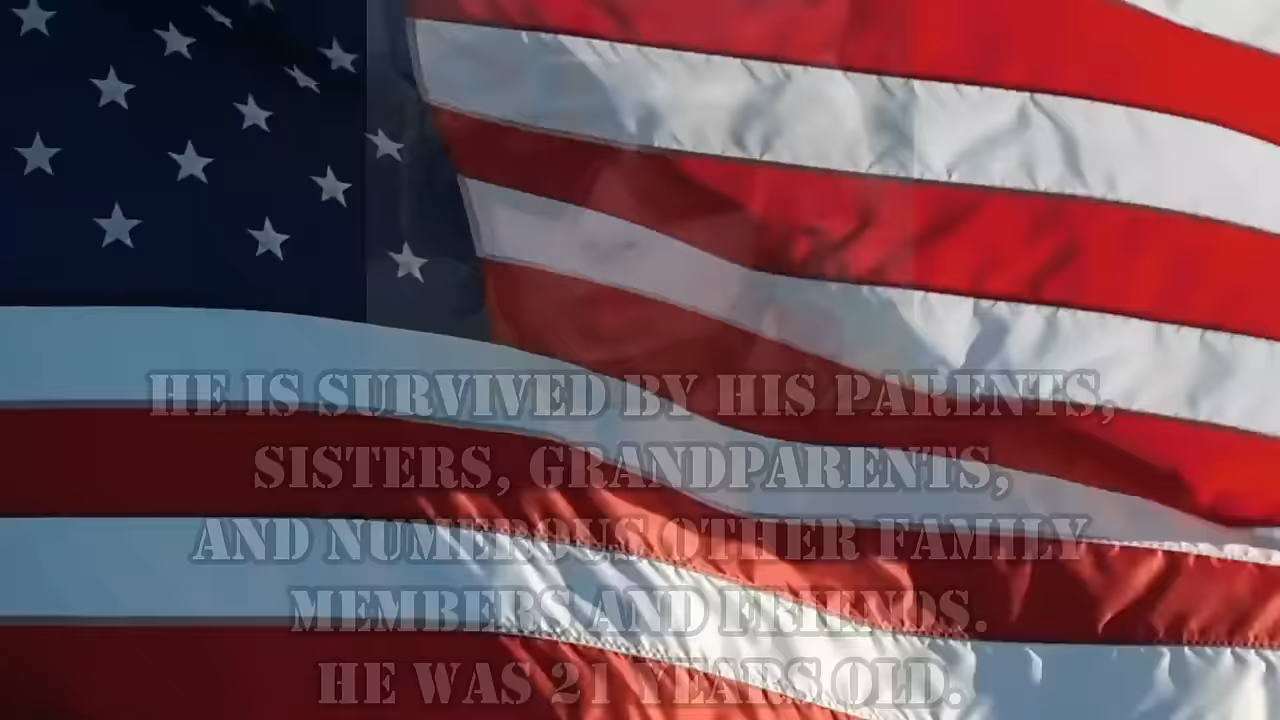 HE IS SURVIVED BY HIS PARENTS,
SISTERS, GRANDPARENTS,
AND NUMEROUS OTHER FAMILY
MEMBERS AND FRIENDS.
HE WAS 21 YEARS OLD.